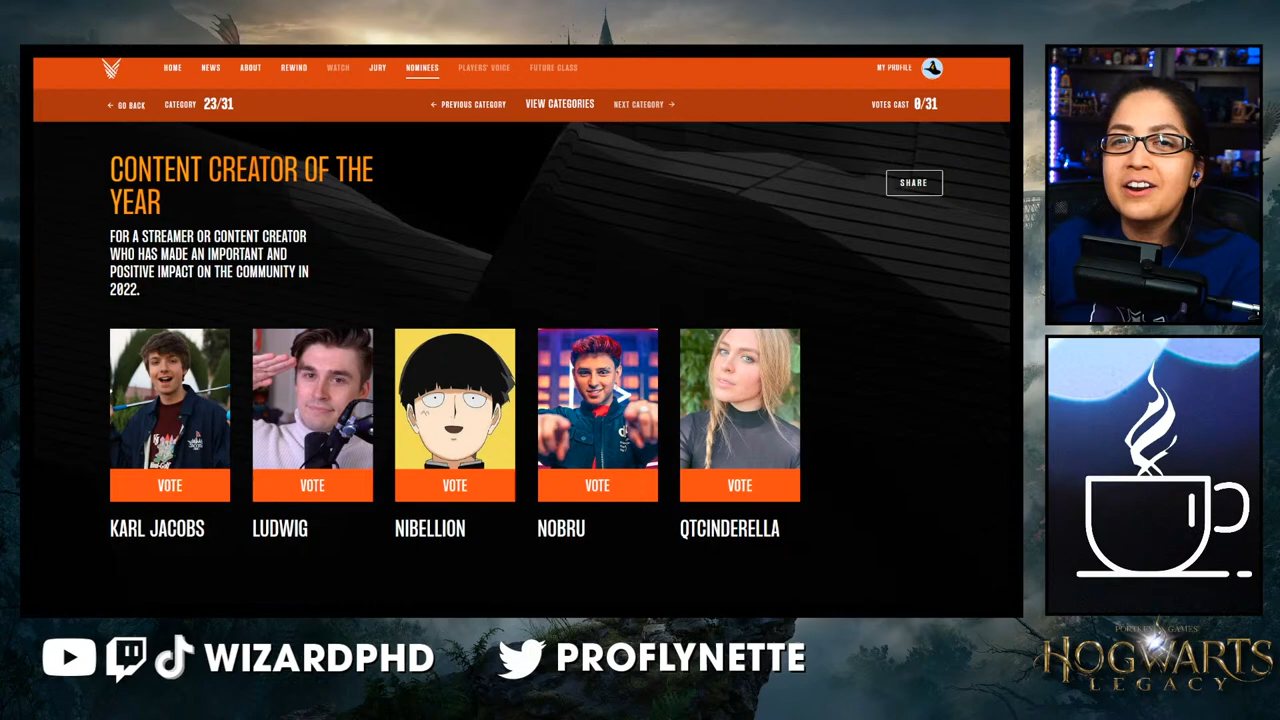 HOME NEWS ABOUT REWIND WATCH JURY NOMINEES PLAYERS' VOICE FUTURE CLASS MY PROFILE
← GO BACK CATEGORY 23/31 ← PREVIOUS CATEGORY VIEW CATEGORIES NEXT CATEGORY → VOTES CAST 0/31
CONTENT CREATOR OF THE
YEAR
SHARE
FOR A STREAMER OR CONTENT CREATOR
WHO HAS MADE AN IMPORTANT AND
POSITIVE IMPACT ON THE COMMUNITY IN
2022.
VOTE VOTE VOTE VOTE VOTE
KARL JACOBS LUDWIG NIBELLION NOBRU QTCINDERELLA
WIZARDPHD PROFLYNETTE
PORTKEY GAMES
HOGWARTS
LEGACY